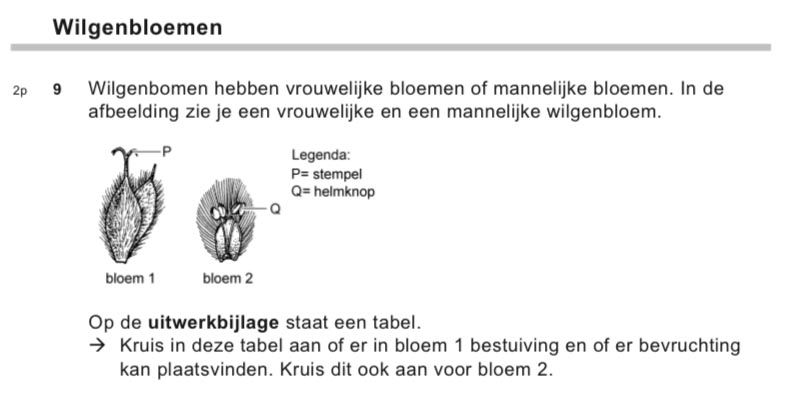 Wilgenbloemen
2p 9 Wilgenbomen hebben vrouwelijke bloemen of mannelijke bloemen. In de
afbeelding zie je een vrouwelijke en een mannelijke wilgenbloem.
P
Legenda:
P= stempel
Q= helmknop
Q
bloem 1 bloem 2
Op de uitwerkbijlage staat een tabel.
→ Kruis in deze tabel aan of er in bloem 1 bestuiving en of er bevruchting
kan plaatsvinden. Kruis dit ook aan voor bloem 2.